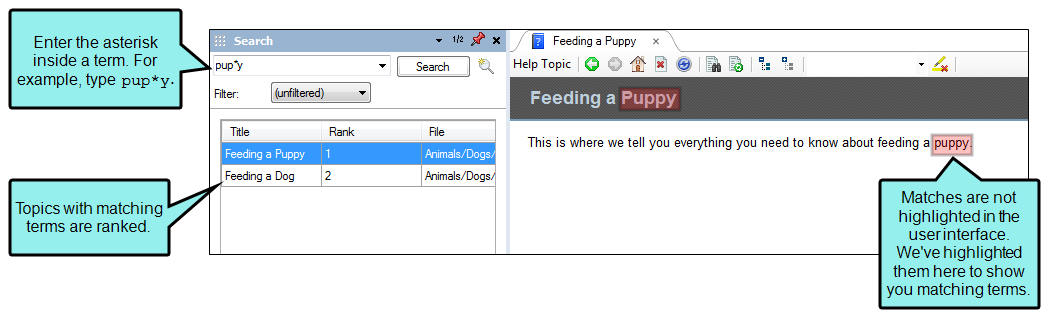 Enter the asterisk
inside a term. For
example, type pup*y.
Search
1/2
pup*y
Search
Filter:
(unfiltered)
Title Rank File
Feeding a Puppy 1 Animals/Dogs/
Feeding a Dog 2 Animals/Dogs/
Topics with matching
terms are ranked.
Feeding a Puppy
Help Topic
Feeding a Puppy
This is where we tell you everything you need to know about feeding a puppy.
Matches are not
highlighted in the
user interface.
We've highlighted
them here to show
you matching terms.